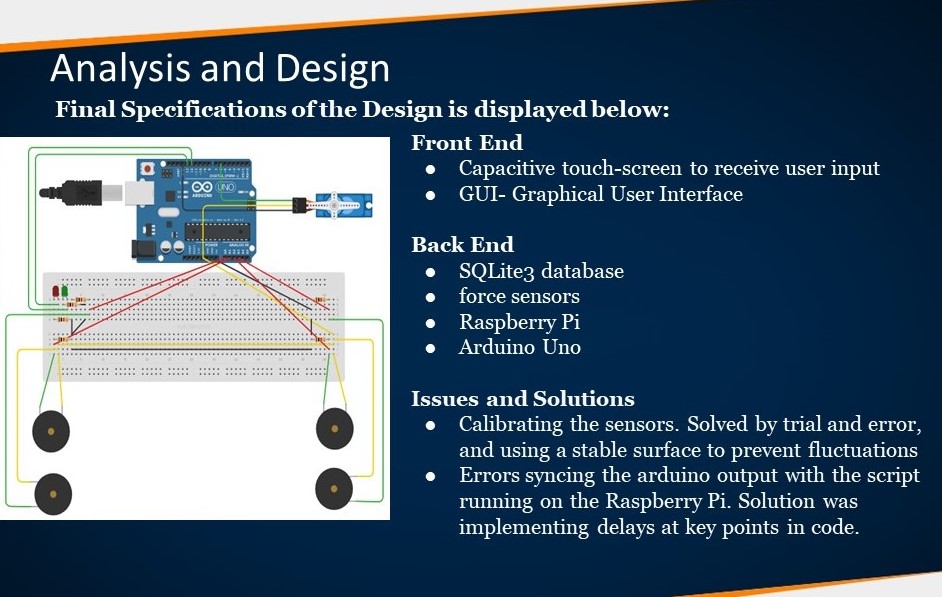 Analysis and Design
Final Specifications of the Design is displayed below:
Front End
● Capacitive touch-screen to receive user input
● GUI- Graphical User Interface
Back End
● SQLite3 database
● force sensors
● Raspberry Pi
● Arduino Uno
Issues and Solutions
● Calibrating the sensors. Solved by trial and error,
and using a stable surface to prevent fluctuations
● Errors syncing the arduino output with the script
running on the Raspberry Pi. Solution was
implementing delays at key points in code.
UNO
ARDUINO